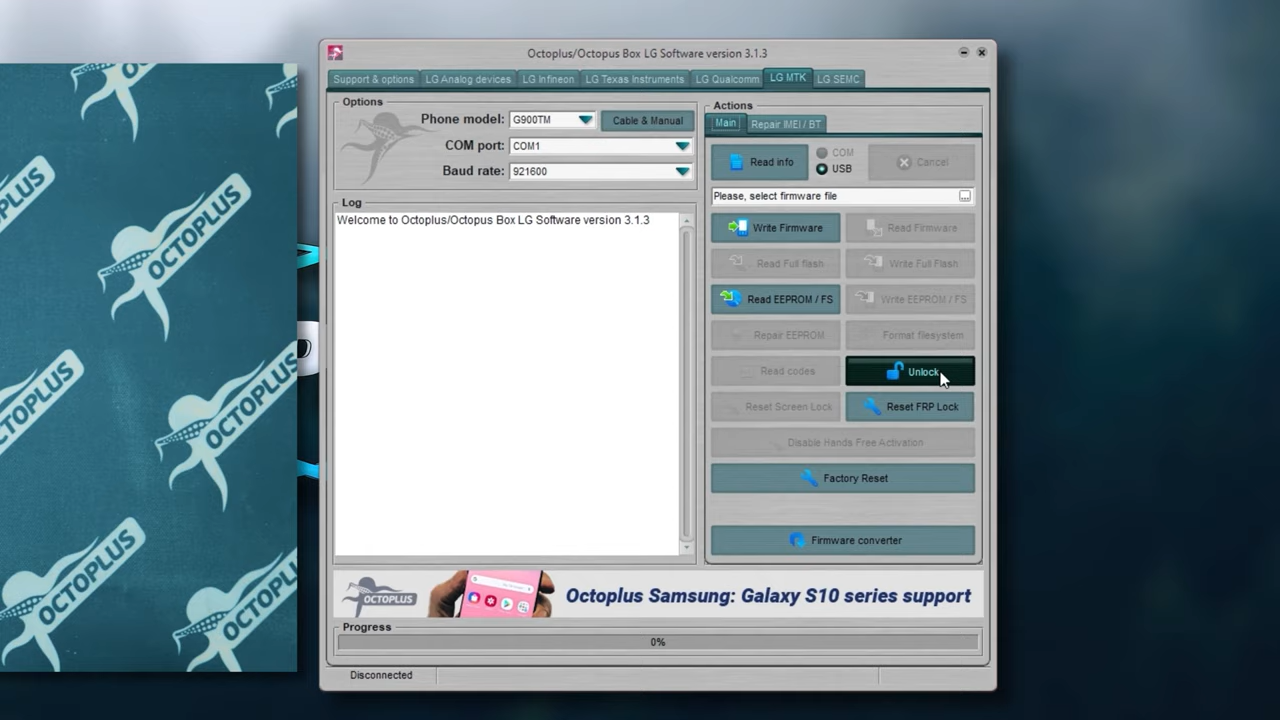 Octoplus/Octopus Box LG Software version 3.1.3
Support & options
LG Analog devices
LG Infineon
LG Texas Instruments
LG Qualcomm
LG MTK
LG SEMC
Options
Phone model:
G900TM
Cable & Manual
COM port:
COM1
Baud rate:
921600
Log
Welcome to Octoplus/Octopus Box LG Software version 3.1.3
Actions
Main
Repair IMEI / BT
Read info
COM
USB
Cancel
Please, select firmware file
Write Firmware
Read Firmware
Read Full flash
Write Full Flash
Read EEPROM / FS
Write EEPROM / FS
Repair EEPROM
Format filesystem
Read codes
Unlock
Reset Screen Lock
Reset FRP Lock
Disable Hands Free Activation
Factory Reset
Firmware converter
OCTOPLUS
Octoplus Samsung: Galaxy S10 series support
Progress
0%
Disconnected
OCTOPLUS
OCTOPLUS
OCTOPLUS
OCTOPLUS